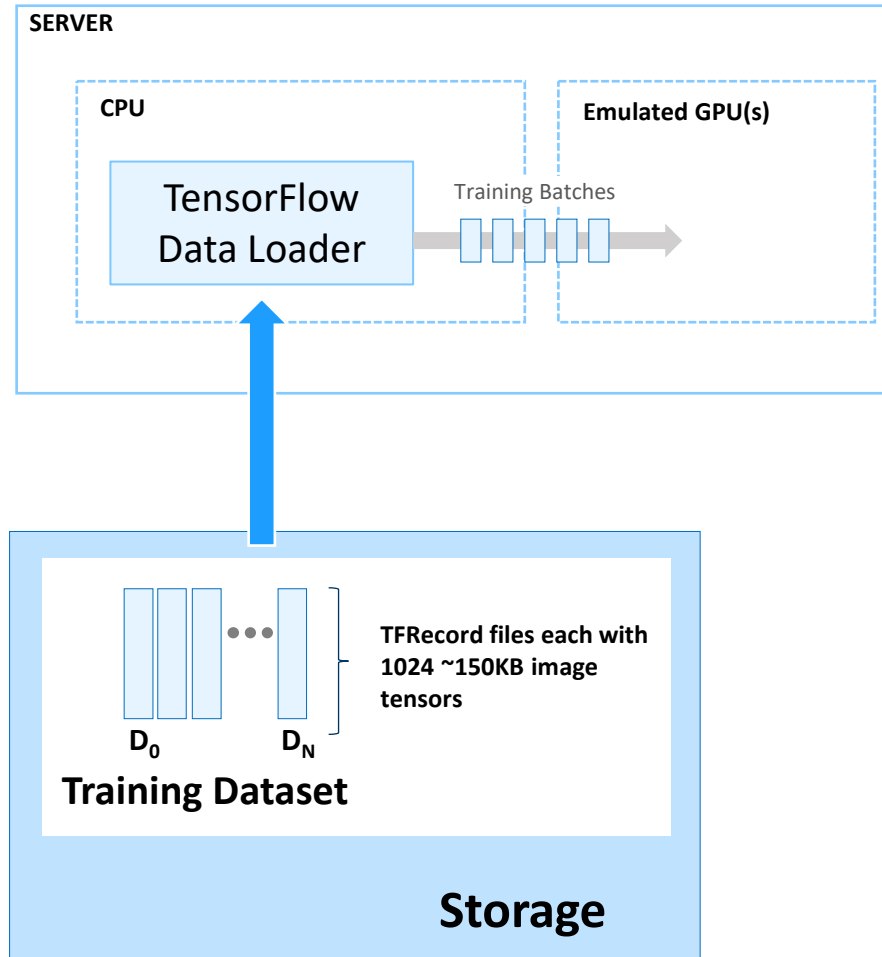 SERVER
CPU
Emulated GPU(s)
TensorFlow
Data Loader
Training Batches
TFRecord files each with
1024 ~150KB image
tensors
D0
DN
Training Dataset
Storage